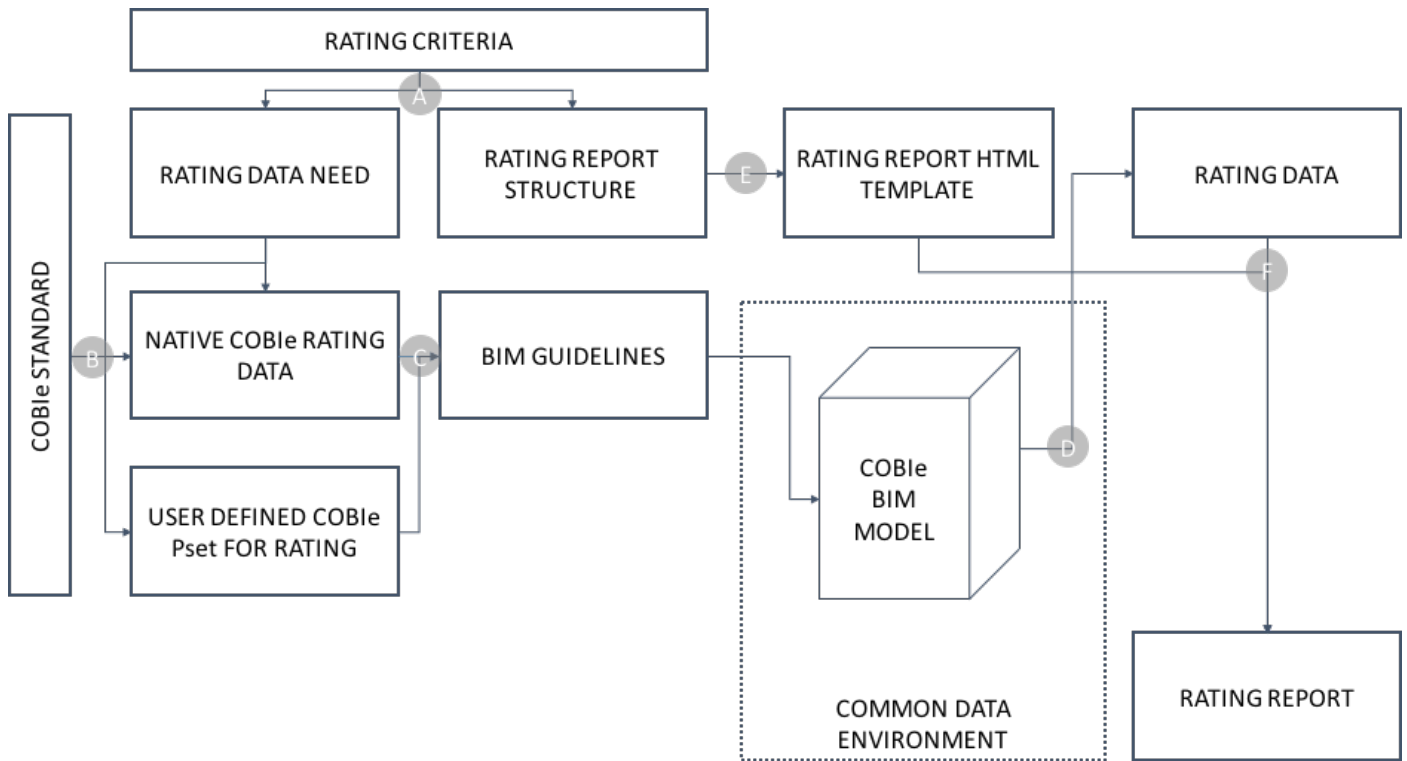 RATING CRITERIA
A
RATING DATA NEED
RATING REPORT
STRUCTURE
E
RATING REPORT HTML
TEMPLATE
RATING DATA
F
COBIe STANDARD
B
NATIVE COBIe RATING
DATA
C
BIM GUIDELINES
D
COBIe
BIM
MODEL
USER DEFINED COBIe
Pset FOR RATING
COMMON DATA
ENVIRONMENT
RATING REPORT